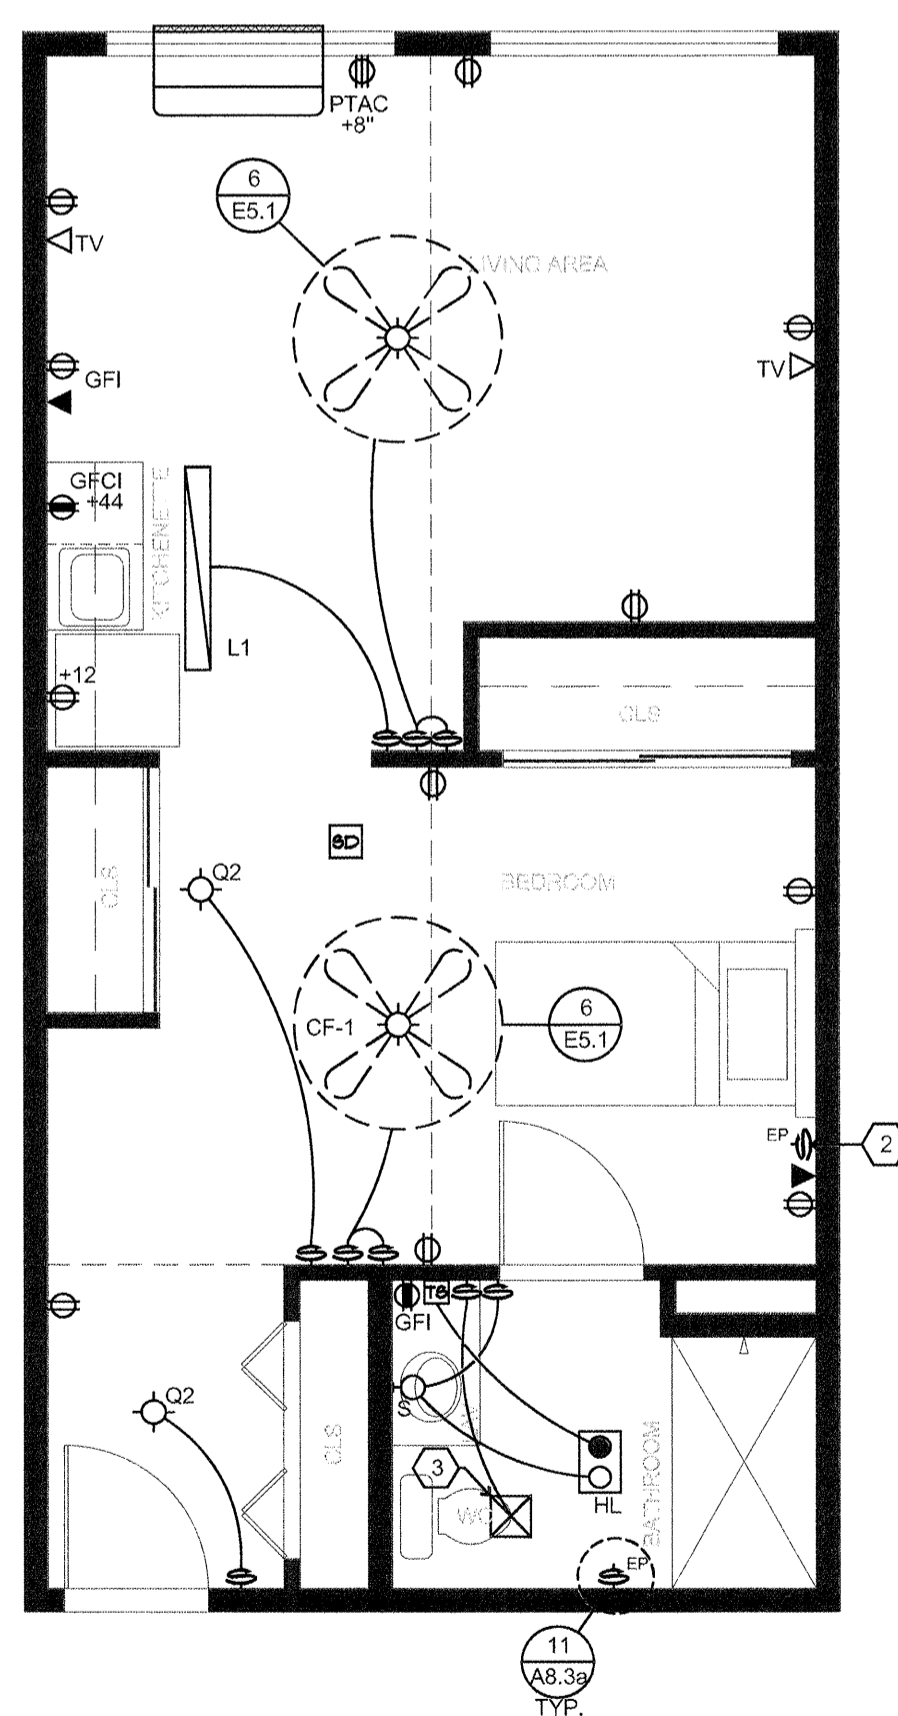 PTAC
+8"
6
E5.1
TV
LIVING AREA
TV
GFI
GFCI
+44
KITCHENETTE
L1
+12
CLS
SD
Q2
CLS
BEDROOM
CF-1
6
E5.1
EP
2
GFI
TS
Q2
S
CLS
3
WC
HL
BATHROOM
EP
11
A8.3a
TYP.